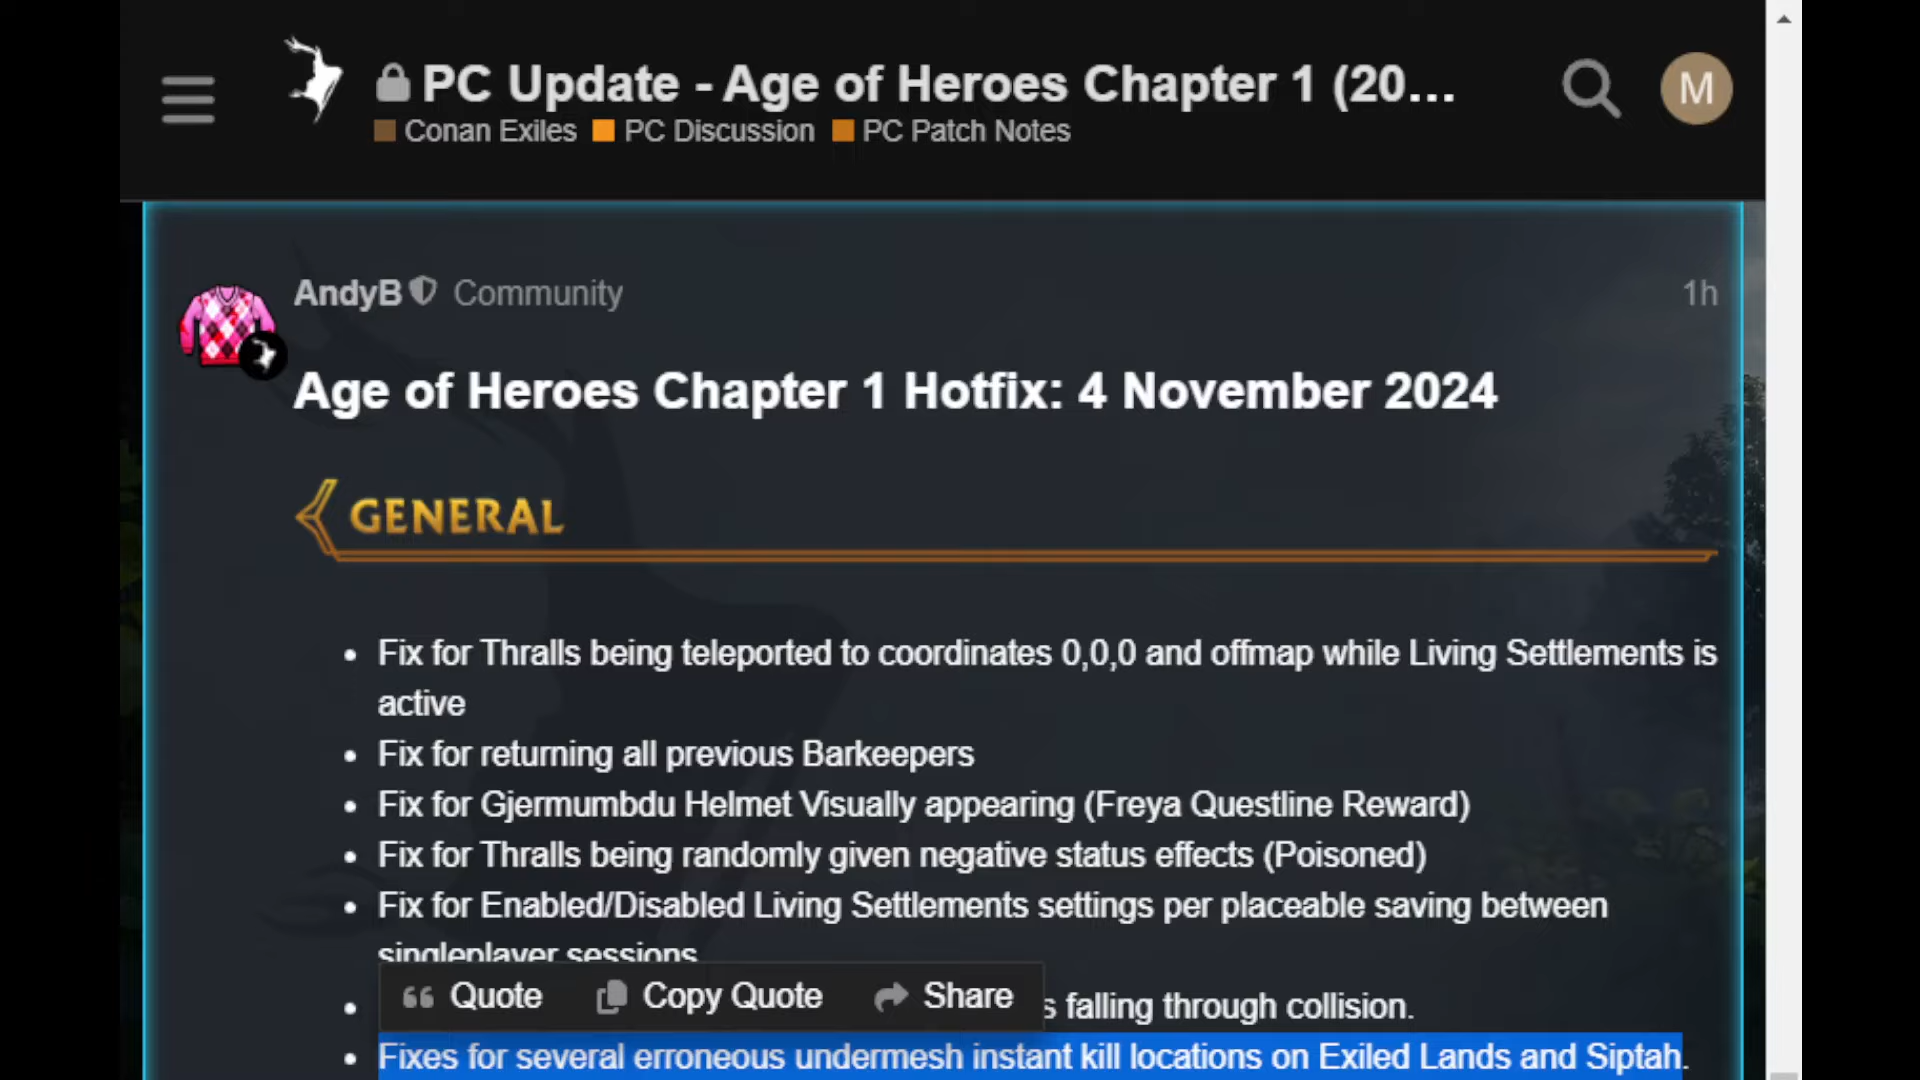 PC Update - Age of Heroes Chapter 1 (20...
Conan Exiles PC Discussion PC Patch Notes
M
AndyB Community 1h
Age of Heroes Chapter 1 Hotfix: 4 November 2024
GENERAL
• Fix for Thralls being teleported to coordinates 0,0,0 and offmap while Living Settlements is
active
• Fix for returning all previous Barkeepers
• Fix for Gjermumbdu Helmet Visually appearing (Freya Questline Reward)
• Fix for Thralls being randomly given negative status effects (Poisoned)
• Fix for Enabled/Disabled Living Settlements settings per placeable saving between
singleplayer sessions
Quote Copy Quote Share
• s falling through collision.
• Fixes for several erroneous undermesh instant kill locations on Exiled Lands and Siptah.